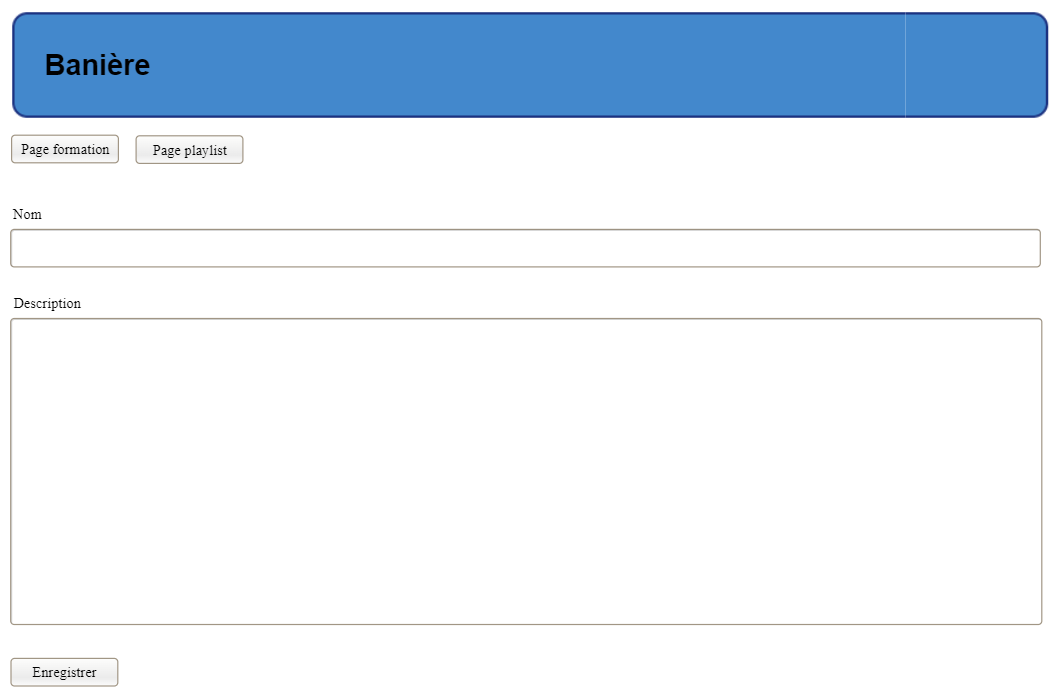 Banière
Page formation Page playlist
Nom
Description
Enregistrer